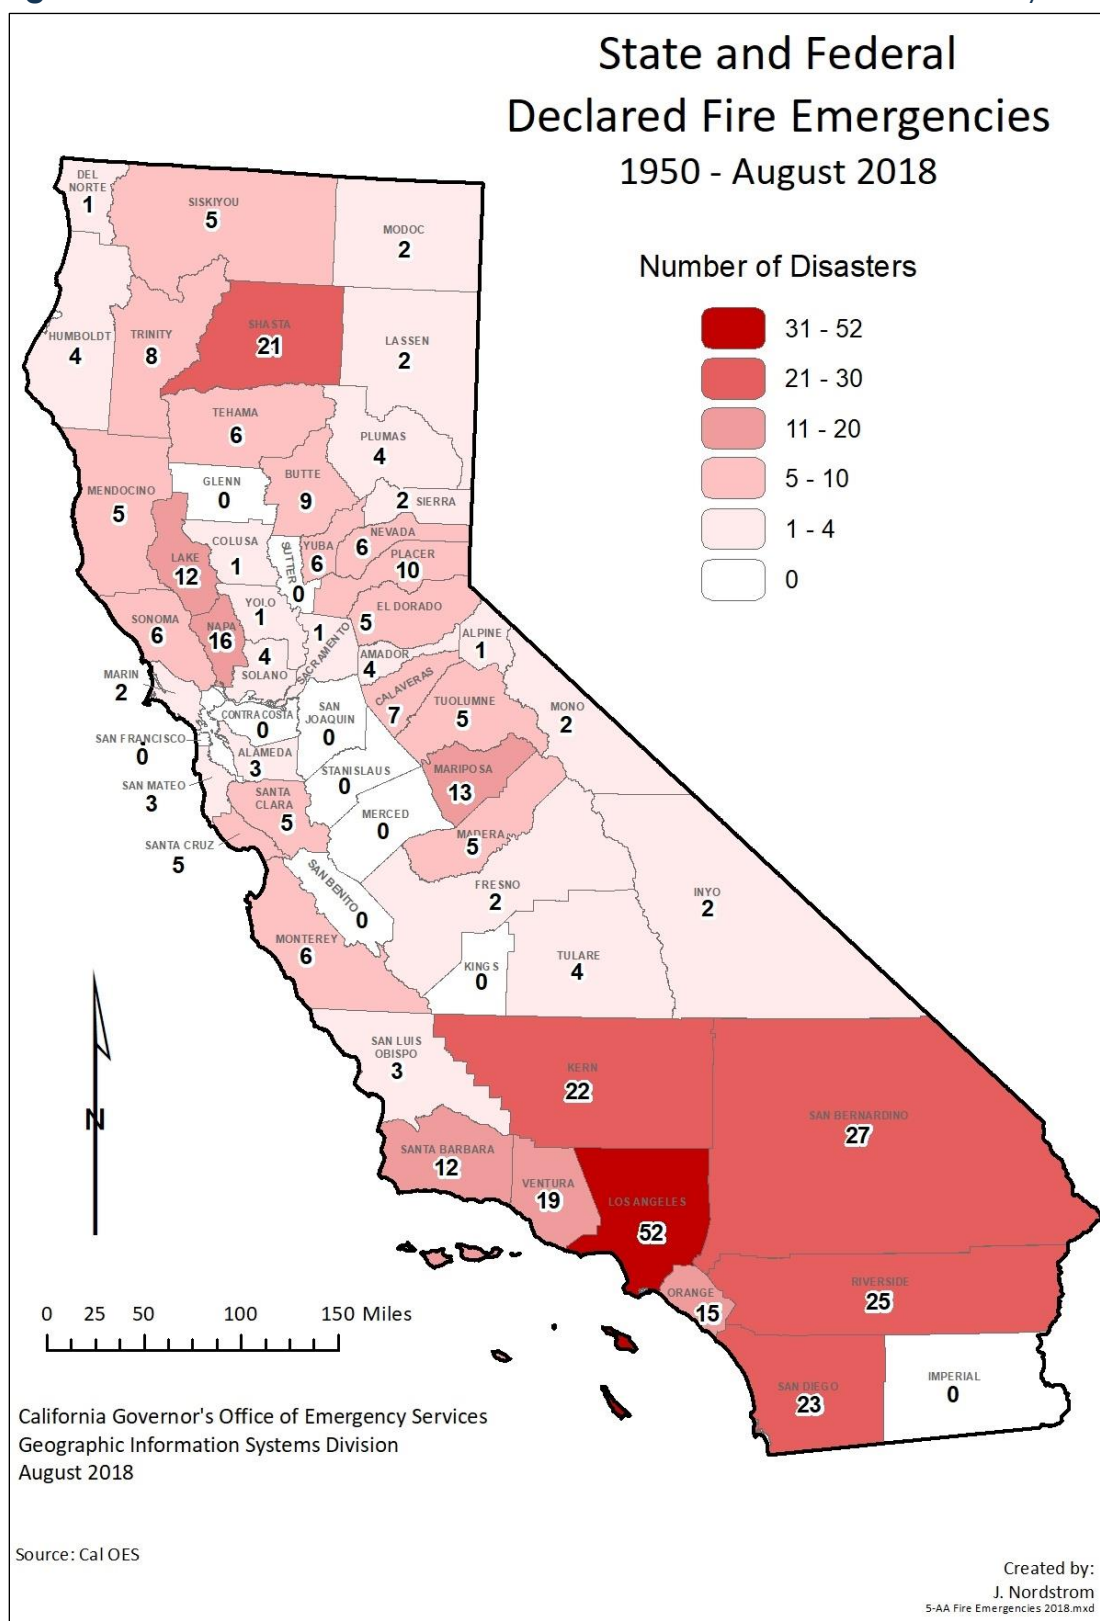 State and Federal
Declared Fire Emergencies
1950 - August 2018
Number of Disasters
31 - 52
21 - 30
11 - 20
5 - 10
1 - 4
0
DEL
NORTE
1
SISKIYOU
5
MODOC
2
HUMBOLDT
4
TRINITY
8
SHASTA
21
LASSEN
2
TEHAMA
6
PLUMAS
4
MENDOCINO
5
GLENN
0
BUTTE
9
2 SIERRA
LAKE
12
COLUSA
1
SUTTER
0
YUBA
6
NEVADA
6
PLACER
10
SONOMA
6
NAPA
16
YOLO
1
4
SOLANO
SACRAMENTO
1
EL DORADO
5
ALPINE
1
AMADOR
4
MARIN
2
CONTRA COSTA
0
SAN
JOAQUIN
0
CALAVERAS
7
TUOLUMNE
5
MONO
2
SAN FRANCISCO
0
ALAMEDA
3
STANISLAUS
0
MARIPOSA
13
SAN MATEO
3
SANTA
CLARA
5
MERCED
0
MADERA
5
SANTA CRUZ
5
SAN BENITO
0
FRESNO
2
INYO
2
MONTEREY
6
KINGS
0
TULARE
4
SAN LUIS
OBISPO
3
KERN
22
SAN BERNARDINO
27
SANTA BARBARA
12
VENTURA
19
LOS ANGELES
52
ORANGE
15
RIVERSIDE
25
SAN DIEGO
23
IMPERIAL
0
N
0 25 50 100 150 Miles
California Governor's Office of Emergency Services
Geographic Information Systems Division
August 2018
Source: Cal OES
Created by:
J. Nordstrom
5-AA Fire Emergencies 2018.mxd